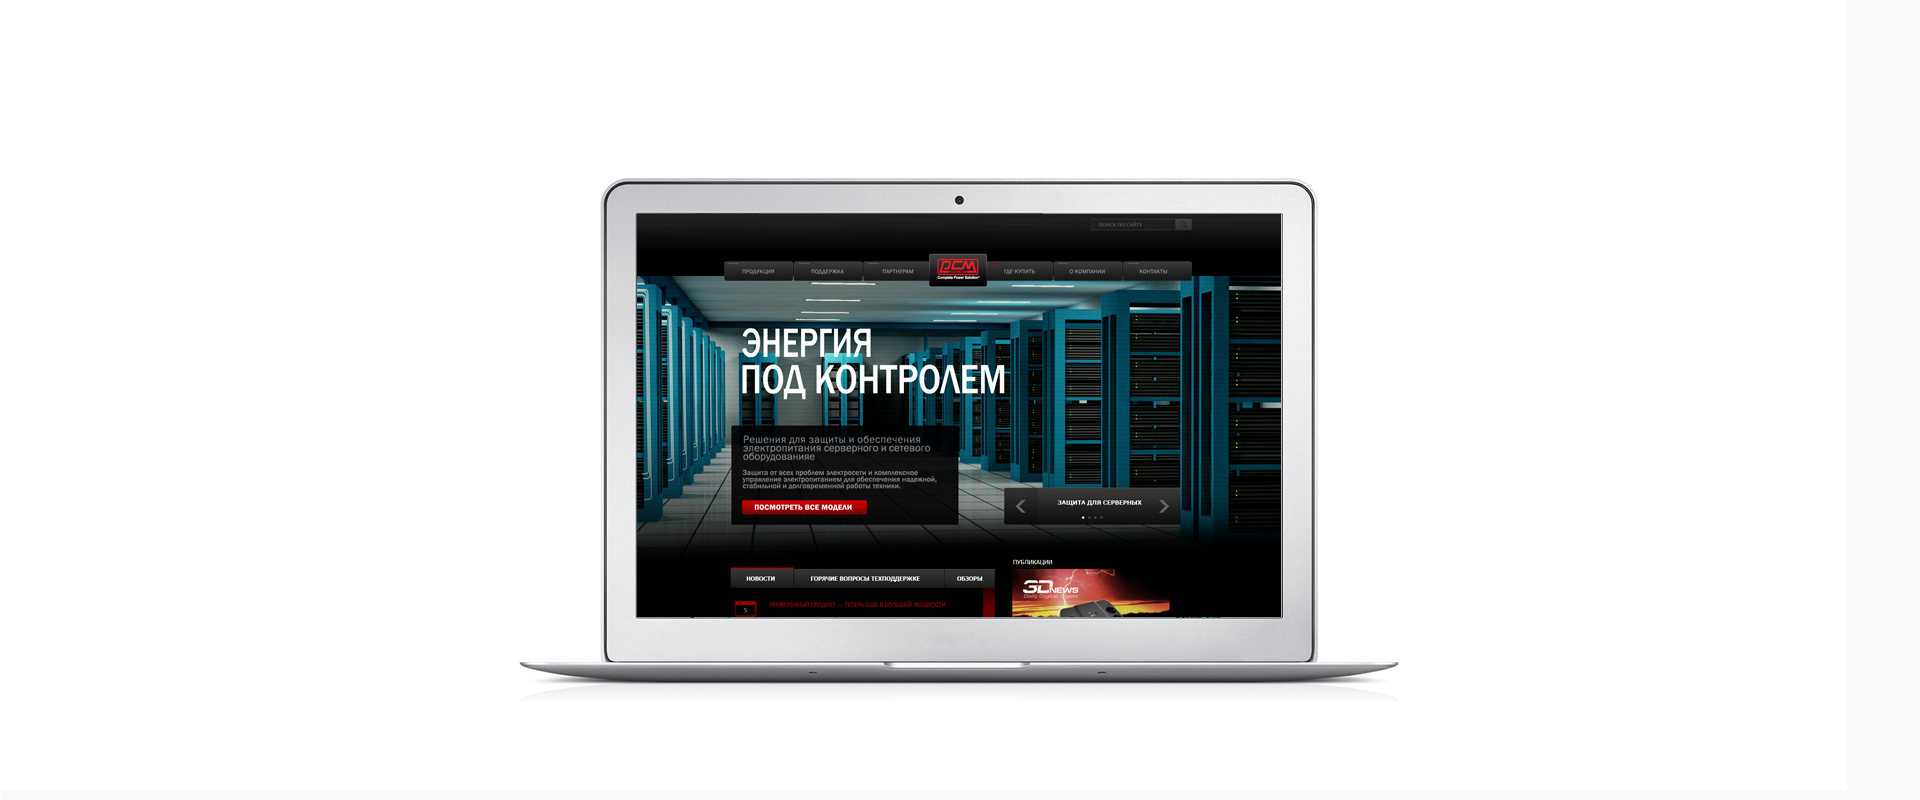 ПОИСК ПО САЙТУ
ПРОДУКЦИЯ
ПОДДЕРЖКА
ПАРТНЕРАМ
PCM
Complete Power Solution
ГДЕ КУПИТЬ
О КОМПАНИИ
КОНТАКТЫ
ЭНЕРГИЯ
ПОД КОНТРОЛЕМ
Решения для защиты и обеспечения
электропитания серверного и сетевого
оборудованияе
Защита от всех проблем электросети и комплексное
управление электропитанием для обеспечения надежной,
стабильной и долговременной работы техники.
ПОСМОТРЕТЬ ВСЕ МОДЕЛИ
ЗАЩИТА ДЛЯ СЕРВЕРНЫХ
НОВОСТИ
ГОРЯЧИЕ ВОПРОСЫ ТЕХПОДДЕРЖКЕ
ОБЗОРЫ
5
ПРОВЕРЕННЫЙ ПРОДУКТ — ТЕПЕРЬ ЕЩЕ В БОЛЬШЕЙ МОЩНОСТИ
ПУБЛИКАЦИИ
3DNEWS
Daily Digital Digest